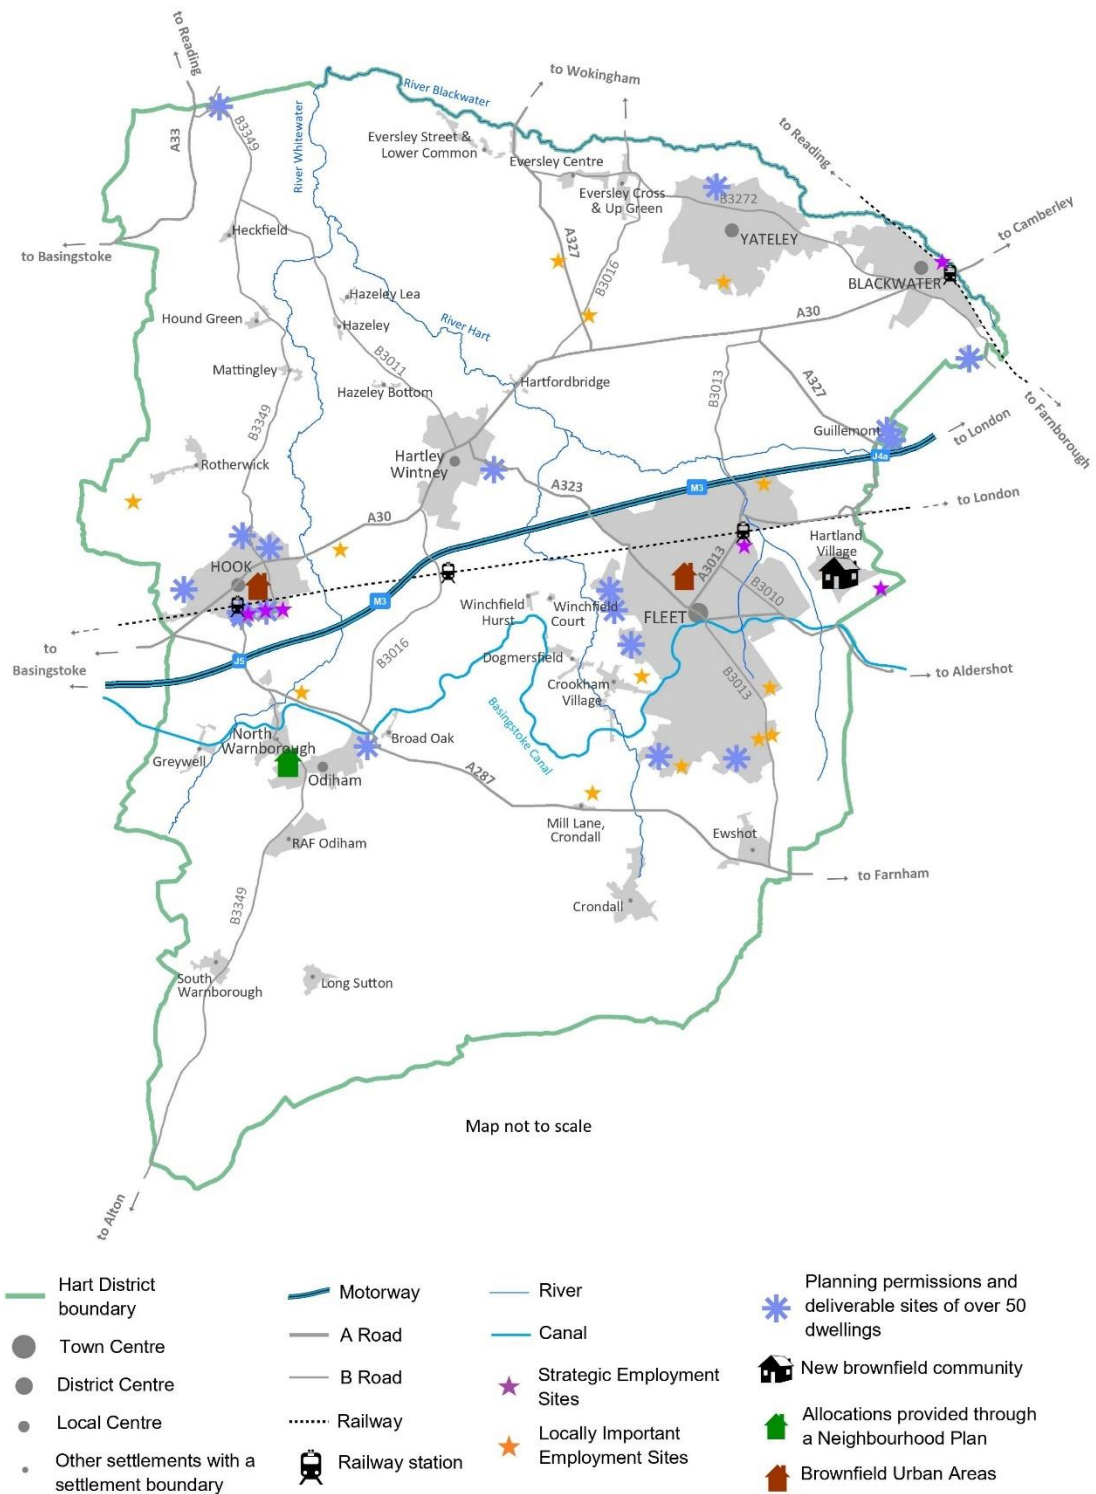 to Reading
to Wokingham
River Blackwater
A33
B3349
River Whitewater
Eversley Street &
Lower Common
Eversley Centre
to Reading
Eversley Cross
& Up Green
B3272
to Camberley
Heckfield
A327
YATELEY
to Basingstoke
B3016
BLACKWATER
Hazeley Lea
Hound Green
Hazeley
River Hart
A30
B3011
Mattingley
Hartfordbridge
Hazeley Bottom
B3013
A327
to Farnborough
B3349
Guillemont
to London
Hartley
Wintney
J4a
Rotherwick
A323
M3
to London
A30
Hartland
Village
HOOK
A3013
B3010
M3
Winchfield
Hurst
Winchfield
Court
FLEET
to
Basingstoke
J5
B3016
Dogmersfield
B3013
to Aldershot
Crookham
Village
Basingstoke Canal
North
Warnborough
Broad Oak
Greywell
Odiham
A287
Mill Lane,
Crondall
Ewshot
RAF Odiham
to Farnham
B3349
Crondall
South
Warnborough
Long Sutton
Map not to scale
to Alton
Hart District
boundary
Town Centre
District Centre
Local Centre
Other settlements with a
settlement boundary
Motorway
A Road
B Road
Railway
Railway station
River
Canal
Strategic Employment
Sites
Locally Important
Employment Sites
Planning permissions and
deliverable sites of over 50
dwellings
New brownfield community
Allocations provided through
a Neighbourhood Plan
Brownfield Urban Areas